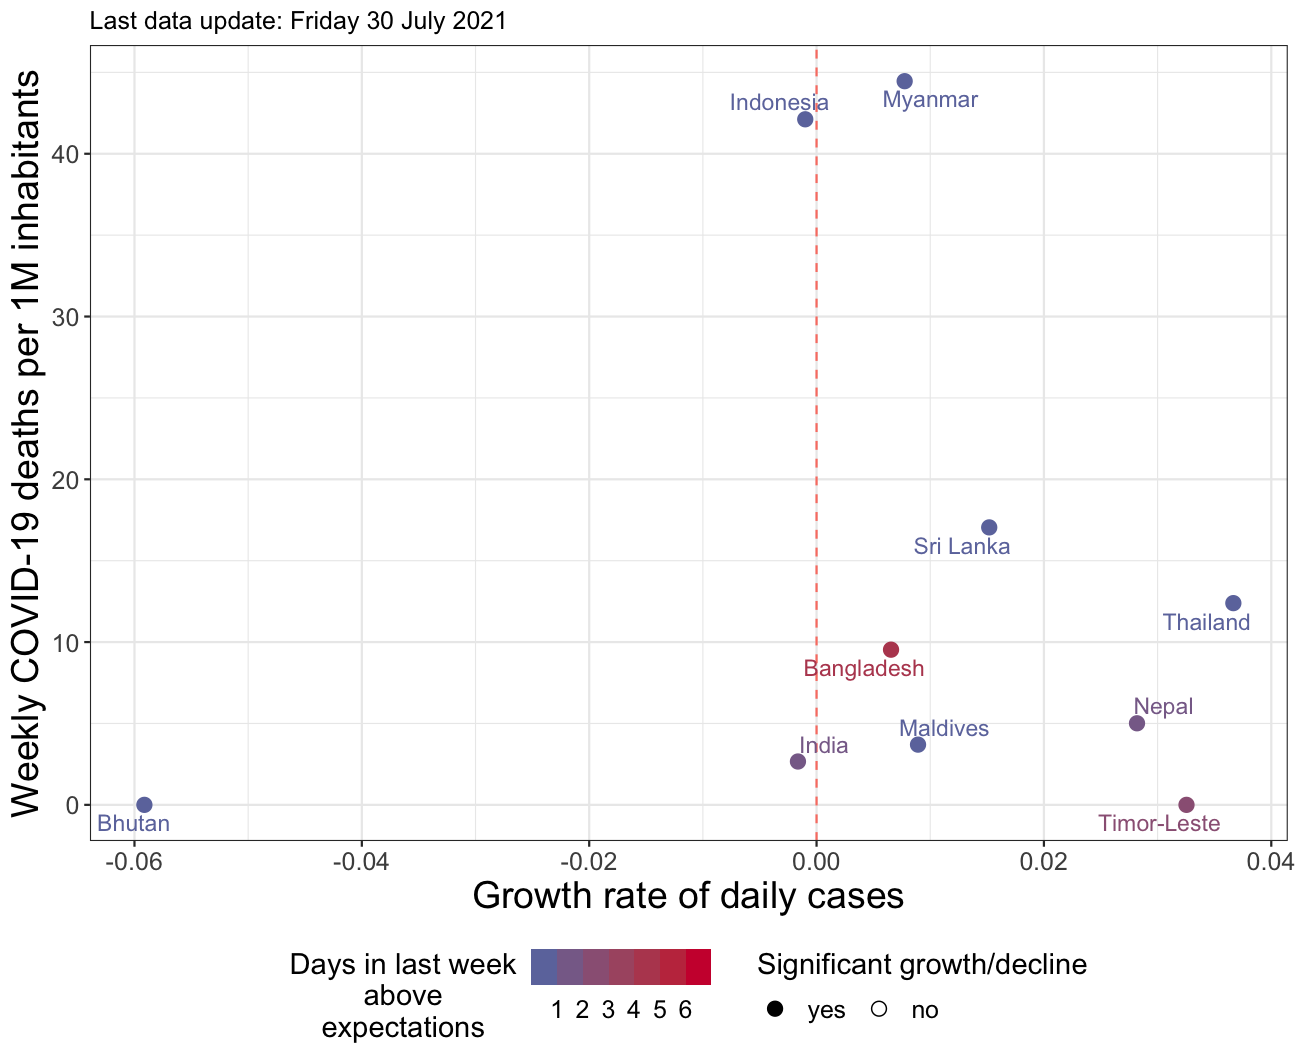 Last data update: Friday 30 July 2021
Weekly COVID-19 deaths per 1M inhabitants
40
30
20
10
0
Indonesia
Myanmar
Sri Lanka
Thailand
Bangladesh
Nepal
Maldives
India
Bhutan
Timor-Leste
-0.06 -0.04 -0.02 0.00 0.02 0.04
Growth rate of daily cases
Days in last week
above
expectations
1 2 3 4 5 6
Significant growth/decline
yes no